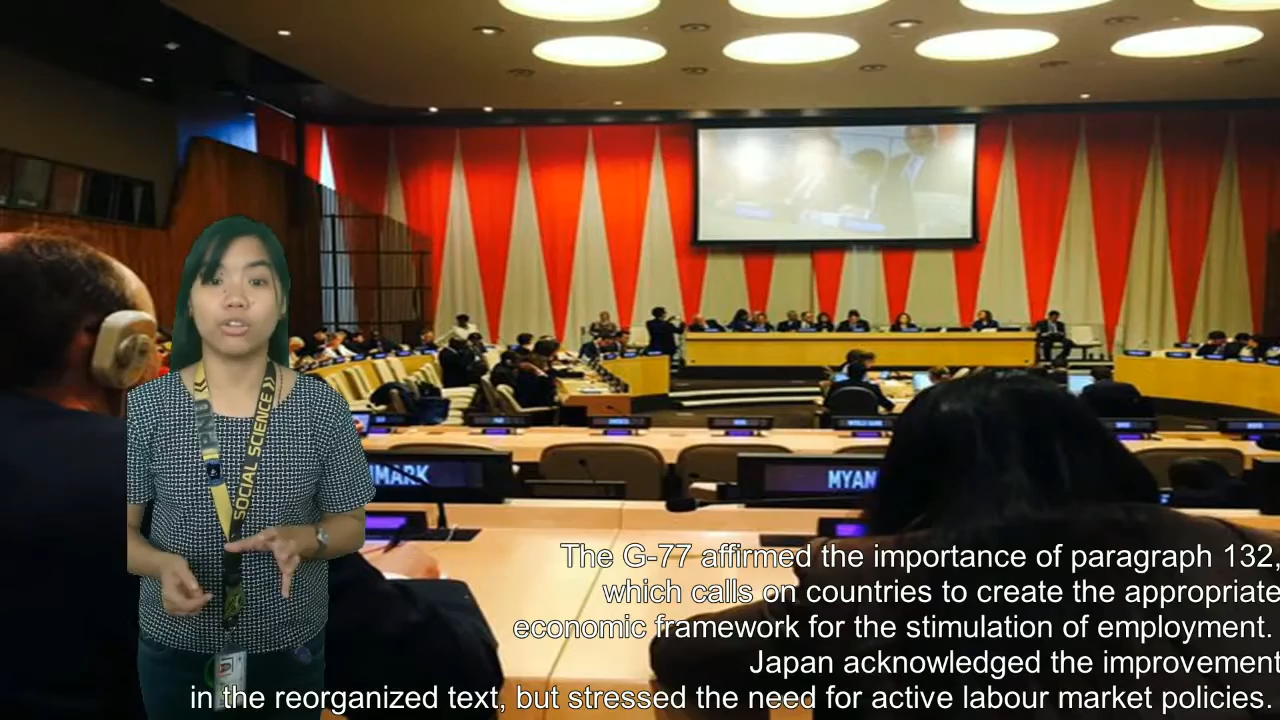 PNU
SOCIAL SCIENCE
MARK
MYAN
The G-77 affirmed the importance of paragraph 132,
which calls on countries to create the appropriate
economic framework for the stimulation of employment.
Japan acknowledged the improvement
in the reorganized text, but stressed the need for active labour market policies.